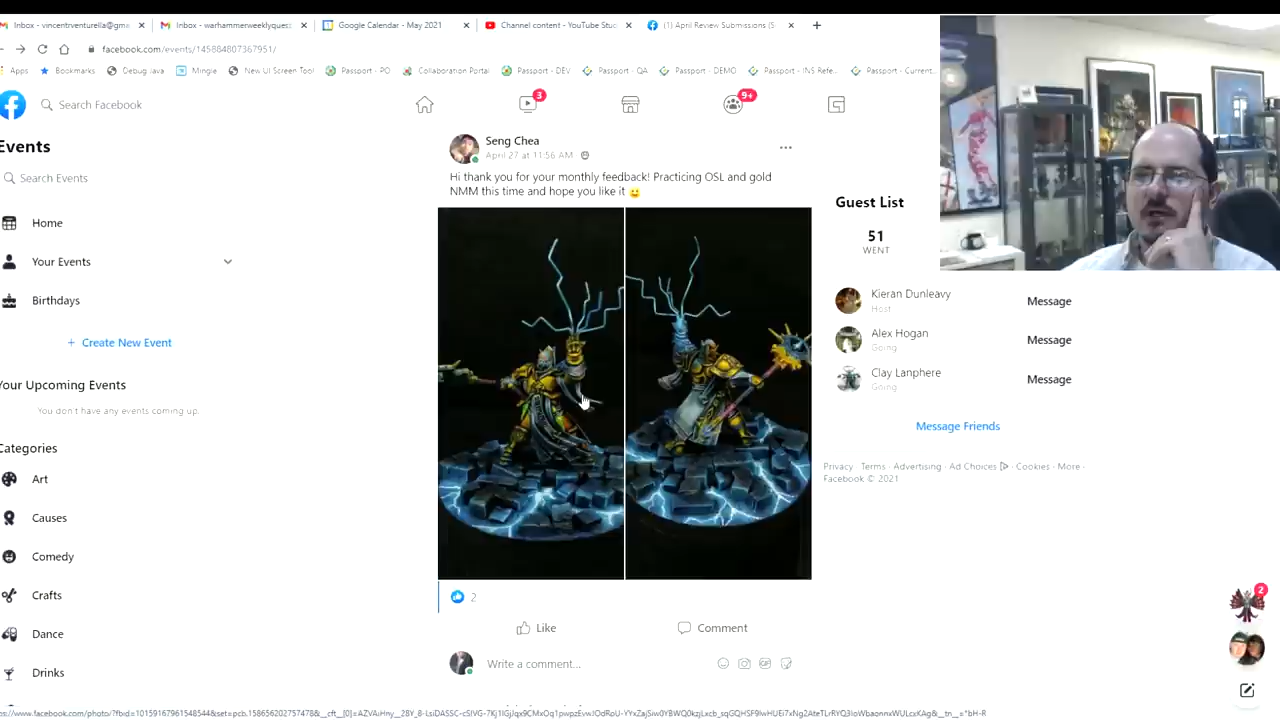 Inbox - vincentrventurella@gma
Inbox - warhammerweeklyques
Google Calendar - May 2021
Channel content - YouTube Stu
(1) April Review Submissions (S
facebook.com/events/145884807367951/
Apps
Bookmarks
Debug Java
Mingle
New UI Screen Tool
Passport - PO
Collaboration Portal
Passport - DEV
Passport - QA
Passport - DEMO
Passport - INS Refe...
Passport - Current...
Search Facebook
3
9+
Events
Search Events
Home
Your Events
Birthdays
+ Create New Event
Your Upcoming Events
You don't have any events coming up.
Categories
Art
Causes
Comedy
Crafts
Dance
Drinks
Seng Chea
April 27 at 11:56 AM
Hi thank you for your monthly feedback! Practicing OSL and gold
NMM this time and hope you like it
2
Like
Comment
Write a comment...
GIF
Guest List
51
WENT
Kieran Dunleavy
Host
Message
Alex Hogan
Going
Message
Clay Lanphere
Going
Message
Message Friends
Privacy · Terms · Advertising · Ad Choices · Cookies · More ·
Facebook © 2021
2